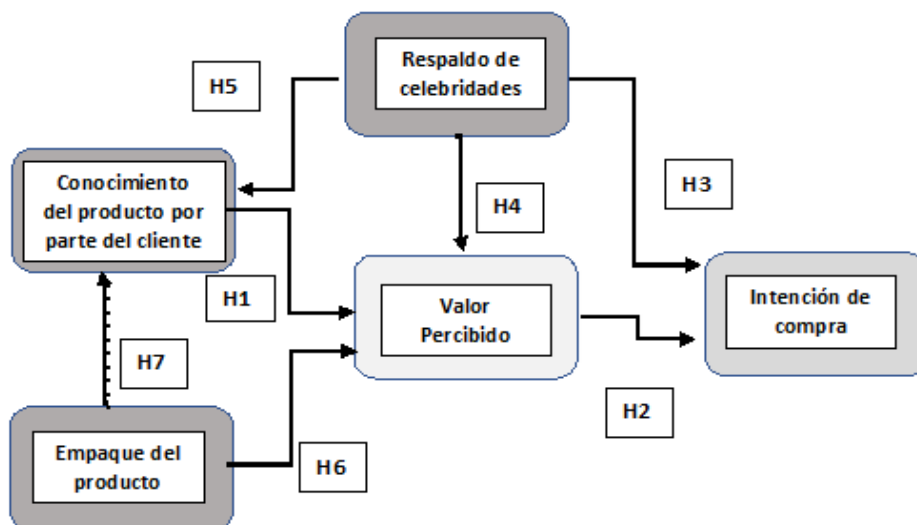 Respaldo de
celebridades
H5
Conocimiento
del producto por
parte del cliente
H4
H3
H1
Valor
Percibido
Intención de
compra
H7
H2
Empaque del
producto
H6